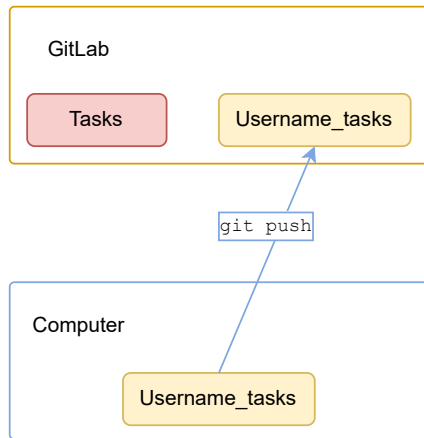 GitLab
Tasks
Username_tasks
git push
Computer
Username_tasks